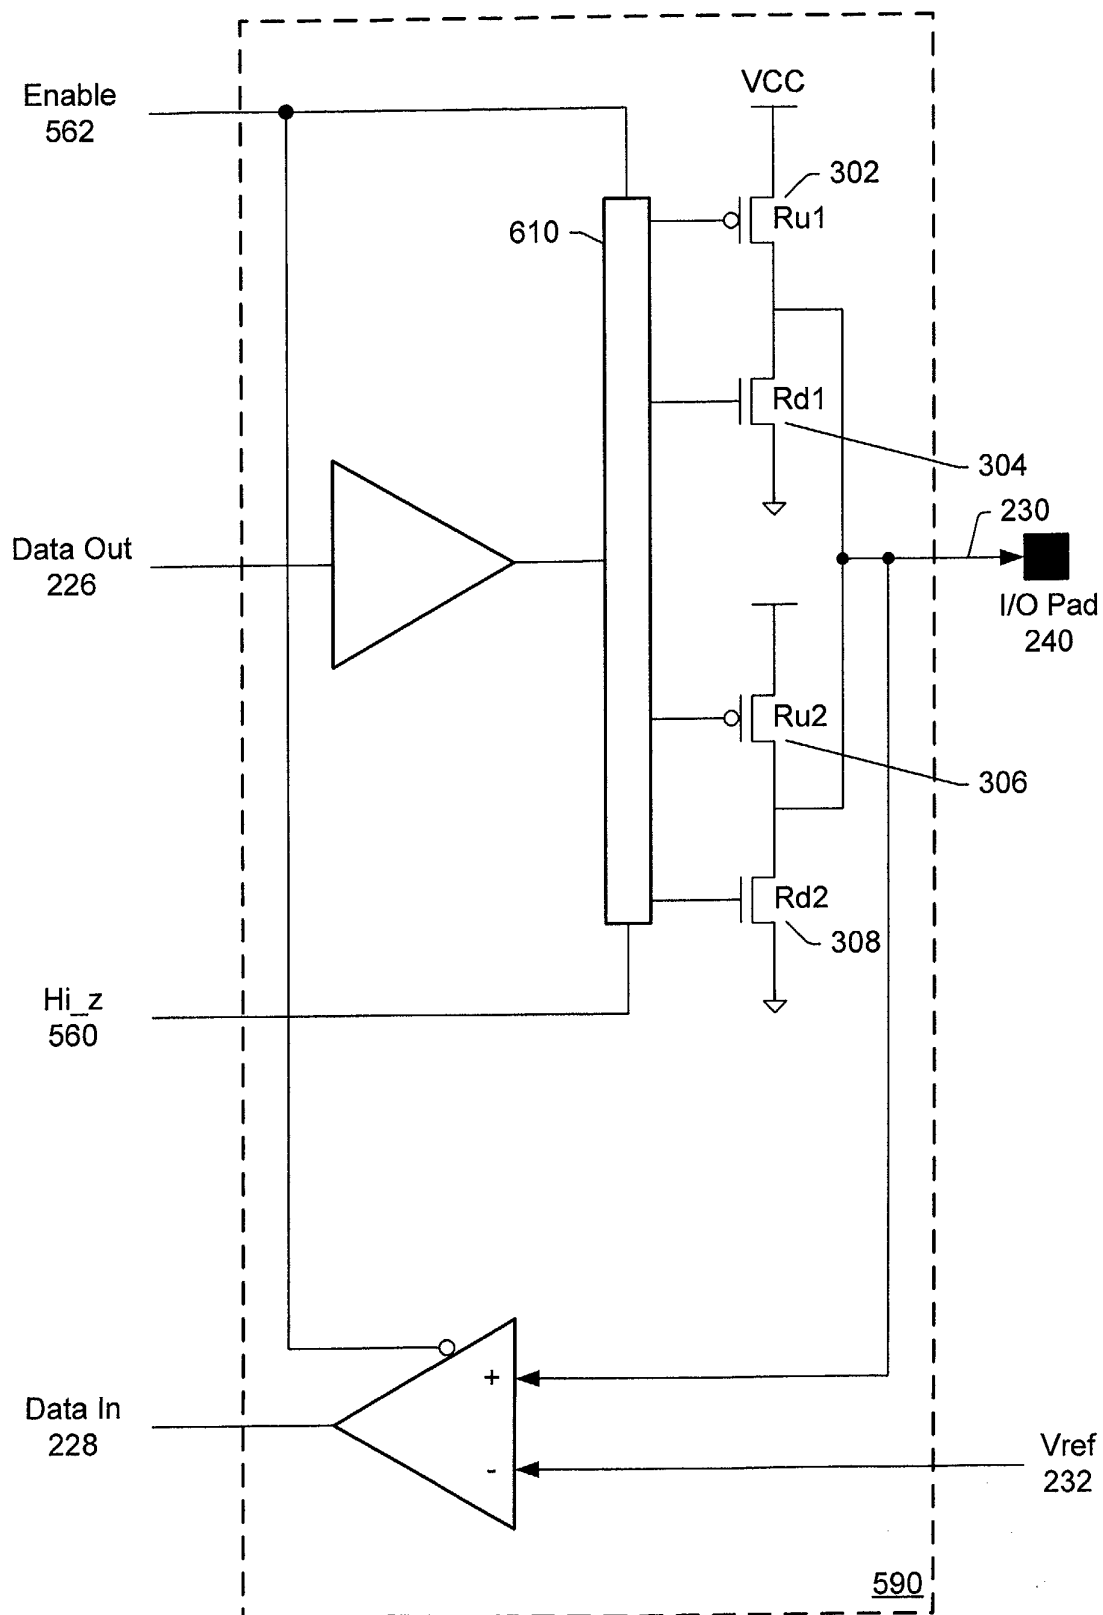 Enable
562
VCC
302
Ru1
610
Rd1
304
Data Out
226
230
I/O Pad
240
Ru2
306
Rd2
308
Hi_z
560
+
Data In
228
-
Vref
232
590